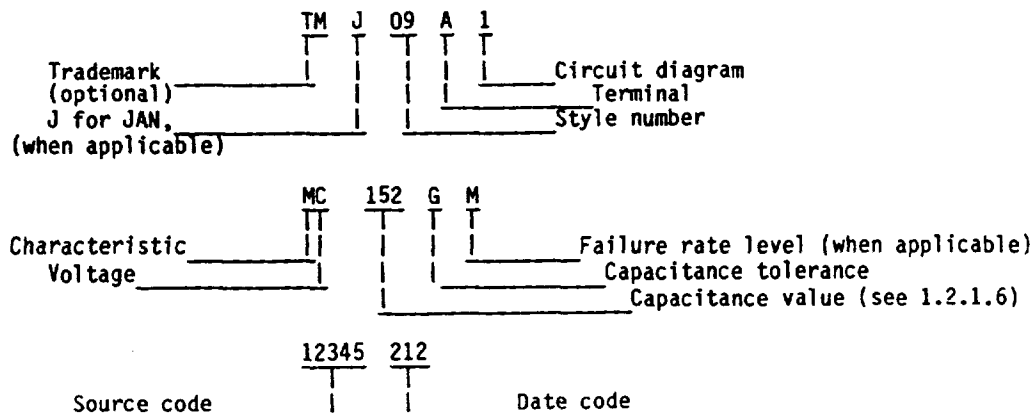 TM J 09 A 1
Trademark
(optional)
Circuit diagram
Terminal
J for JAN,
(when applicable)
Style number
MC 152 G M
Characteristic
Voltage
Failure rate level (when applicable)
Capacitance tolerance
Capacitance value (see 1.2.1.6)
12345 212
Source code Date code